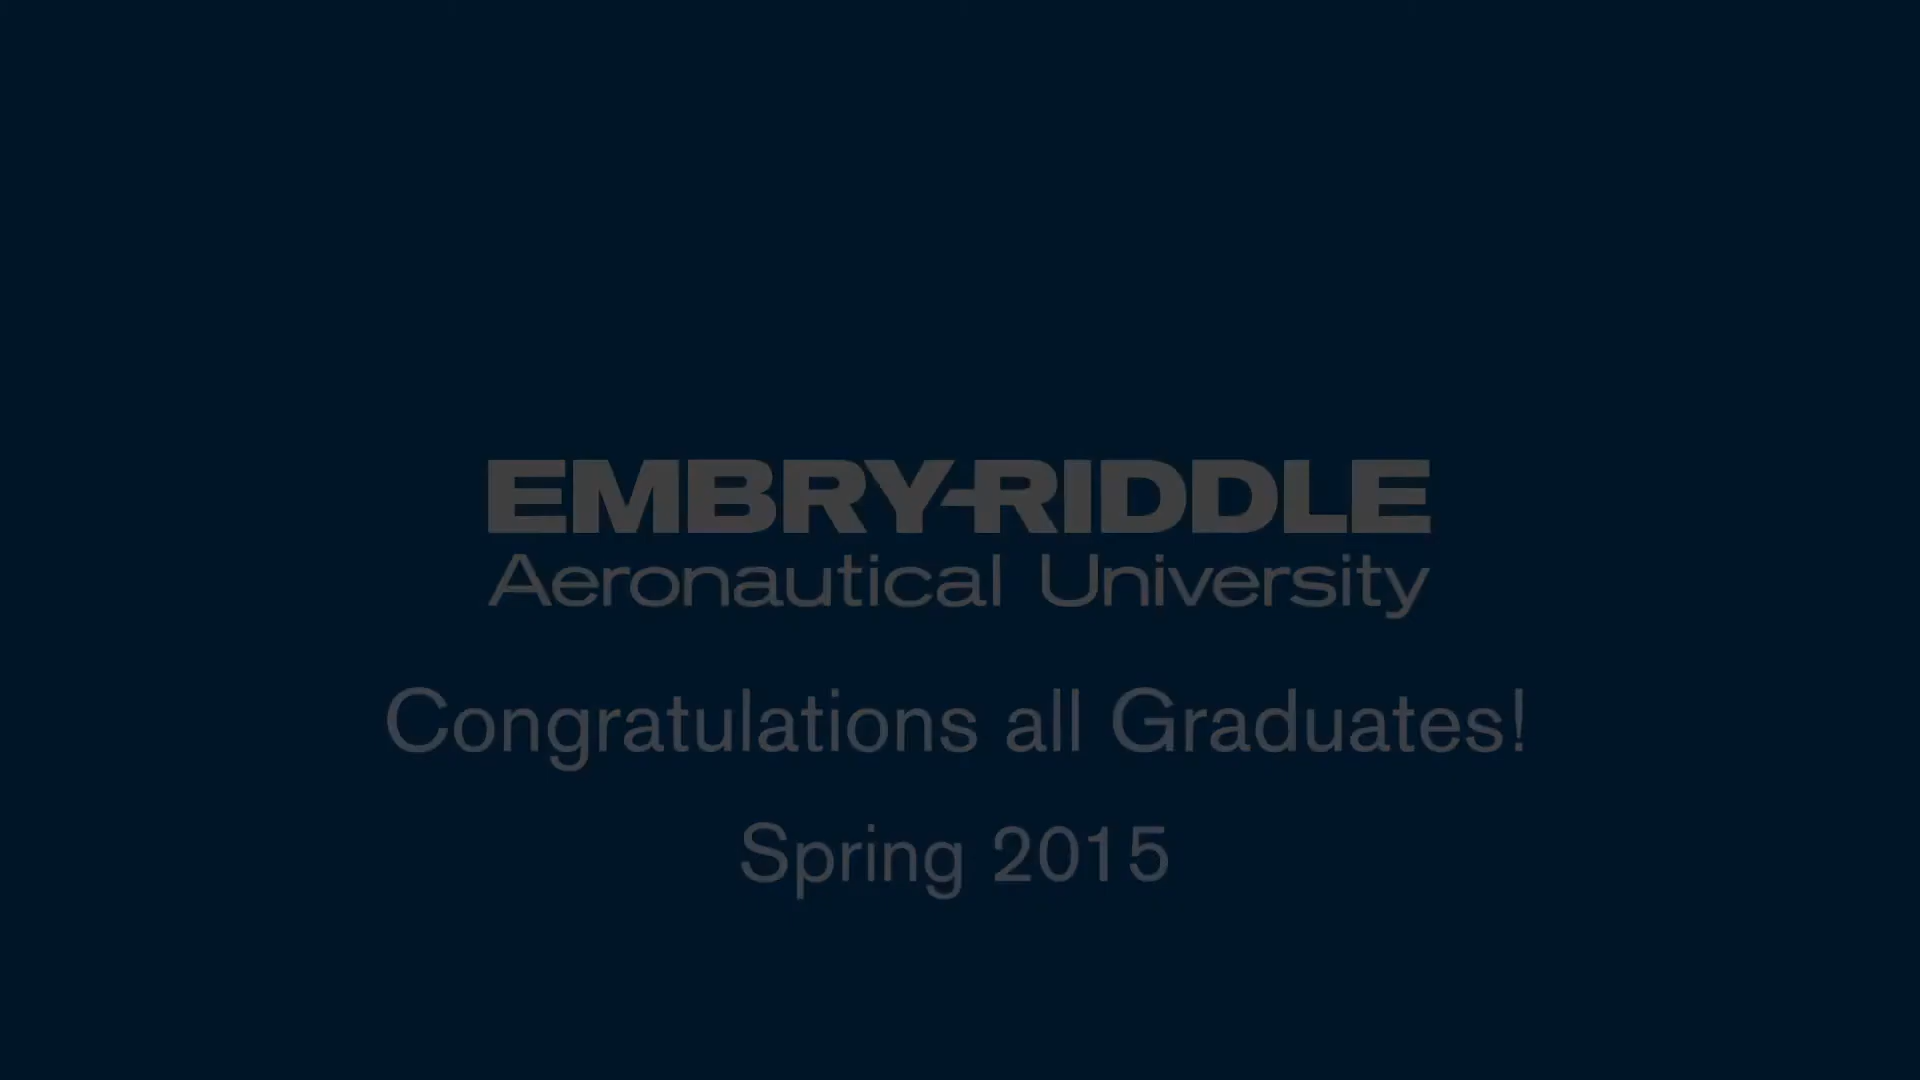 EMBRY-RIDDLE
Aeronautical University
Congratulations all Graduates!
Spring 2015